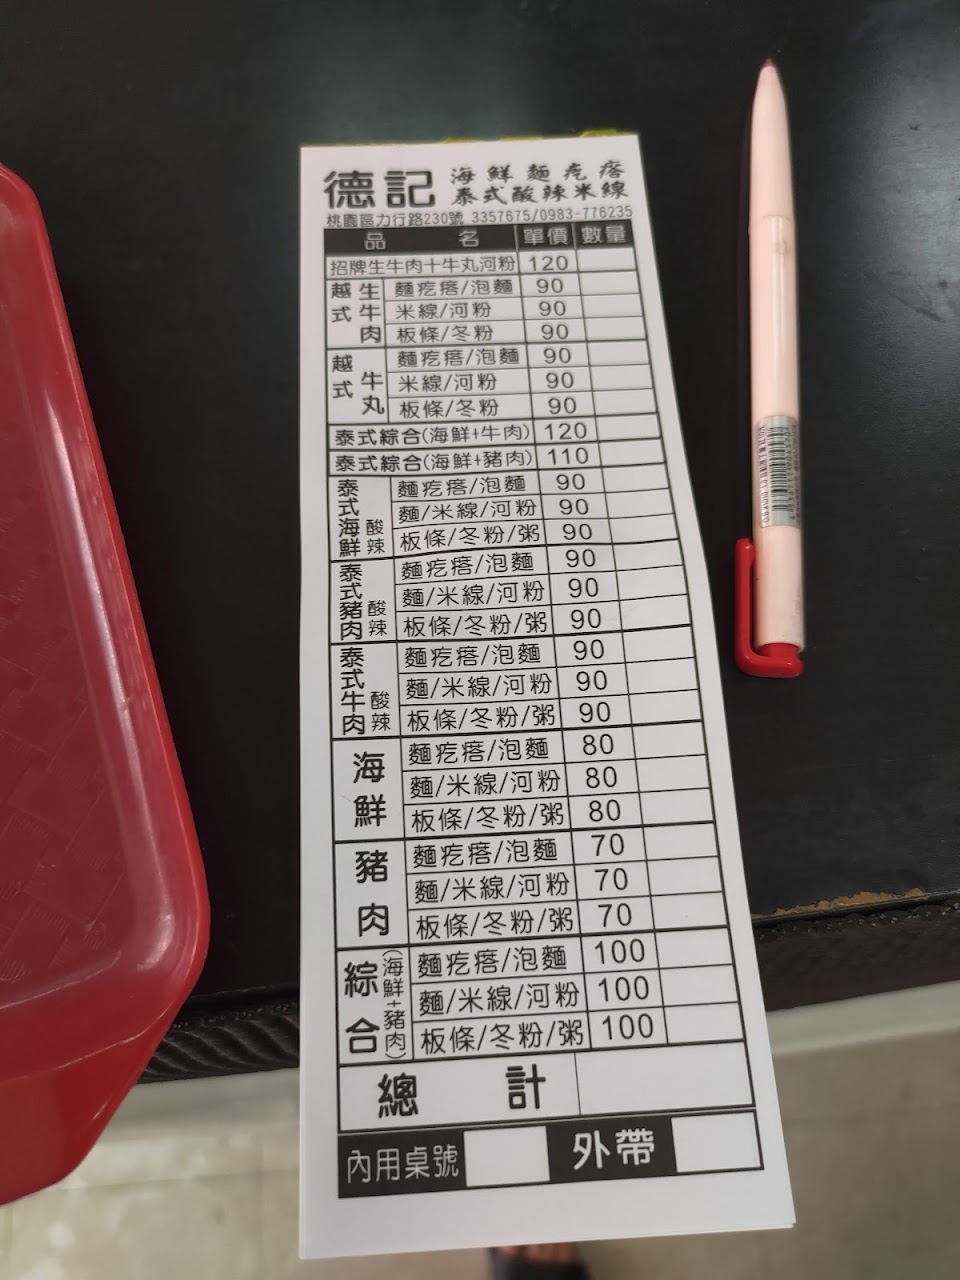 德記 海鮮麵疙瘩
泰式酸辣米線
桃園區力行路230號 3357675/0983-776235
品名 單價 數量
招牌生牛肉+牛丸河粉 120
越式生牛肉 麵疙瘩/泡麵 90
米線/河粉 90
板條/冬粉 90
越式牛丸 麵疙瘩/泡麵 90
米線/河粉 90
板條/冬粉 90
泰式綜合(海鮮+牛肉) 120
泰式綜合(海鮮+豬肉) 110
泰式海鮮 酸辣 麵疙瘩/泡麵 90
麵/米線/河粉 90
板條/冬粉/粥 90
泰式豬肉 酸辣 麵疙瘩/泡麵 90
麵/米線/河粉 90
板條/冬粉/粥 90
泰式牛肉 酸辣 麵疙瘩/泡麵 90
麵/米線/河粉 90
板條/冬粉/粥 90
海鮮 麵疙瘩/泡麵 80
麵/米線/河粉 80
板條/冬粉/粥 80
豬肉 麵疙瘩/泡麵 70
麵/米線/河粉 70
板條/冬粉/粥 70
綜合(海鮮+豬肉) 麵疙瘩/泡麵 100
麵/米線/河粉 100
板條/冬粉/粥 100
總計
內用桌號 外帶